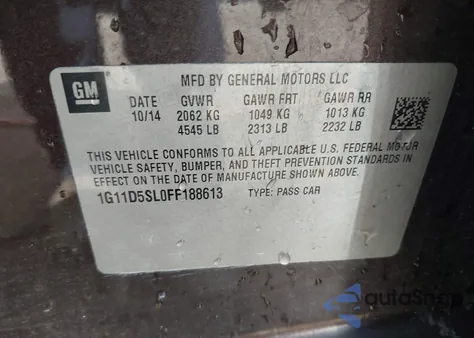 GM
MFD BY GENERAL MOTORS LLC
DATE GVWR GAWR FRT GAWR RR
10/14 2062 KG 1049 KG 1013 KG
4545 LB 2313 LB 2232 LB
THIS VEHICLE CONFORMS TO ALL APPLICABLE U.S. FEDERAL MOTOR
VEHICLE SAFETY, BUMPER, AND THEFT PREVENTION STANDARDS IN
EFFECT ON THE DATE OF MANUFACTURE SHOWN ABOVE.
1G11D5SL0FF188613 TYPE: PASS CAR
autoSnap